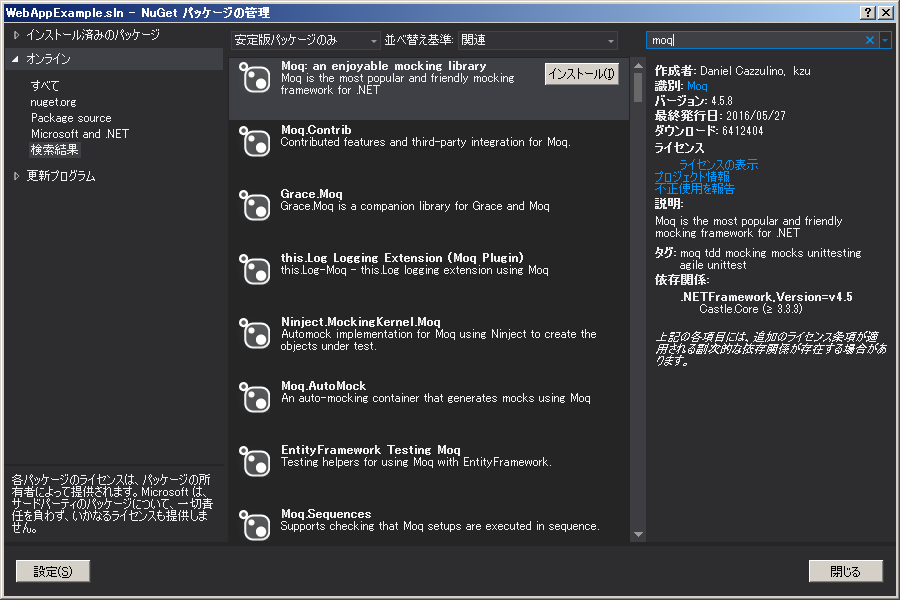 WebAppExample.sln - NuGet パッケージの管理
インストール済みのパッケージ
オンライン
すべて
nuget.org
Package source
Microsoft and .NET
検索結果
更新プログラム
各パッケージのライセンスは、パッケージの所
有者によって提供されます。Microsoft は、
サードパーティのパッケージについて、一切責
任を負わず、いかなるライセンスも提供しま
せん。
安定版パッケージのみ 並べ替え基準: 関連
Moq: an enjoyable mocking library
Moq is the most popular and friendly mocking
framework for .NET
インストール(I)
Moq.Contrib
Contributed features and third-party integration for Moq.
Grace.Moq
Grace.Moq is a companion library for Grace and Moq
this.Log Logging Extension (Moq Plugin)
this.Log-Moq - this.Log logging extension using Moq
Ninject.MockingKernel.Moq
Automock implementation for Moq using Ninject to create the
objects under test.
Moq.AutoMock
An auto-mocking container that generates mocks using Moq
EntityFramework Testing Moq
Testing helpers for using Moq with EntityFramework.
Moq.Sequences
Supports checking that Moq setups are executed in sequence.
moq
作成者: Daniel Cazzulino, kzu
識別: Moq
バージョン: 4.5.8
最終発行日: 2016/05/27
ダウンロード: 6412404
ライセンス
ライセンスの表示
プロジェクト情報
不正使用を報告
説明:
Moq is the most popular and friendly
mocking framework for .NET
タグ: moq tdd mocking mocks unittesting
agile unittest
依存関係:
.NETFramework,Version=v4.5
Castle.Core (≥ 3.3.3)
上記の各項目には、追加のライセンス条項が適
用される副次的な依存関係が存在する場合があ
ります。
設定(S)
閉じる